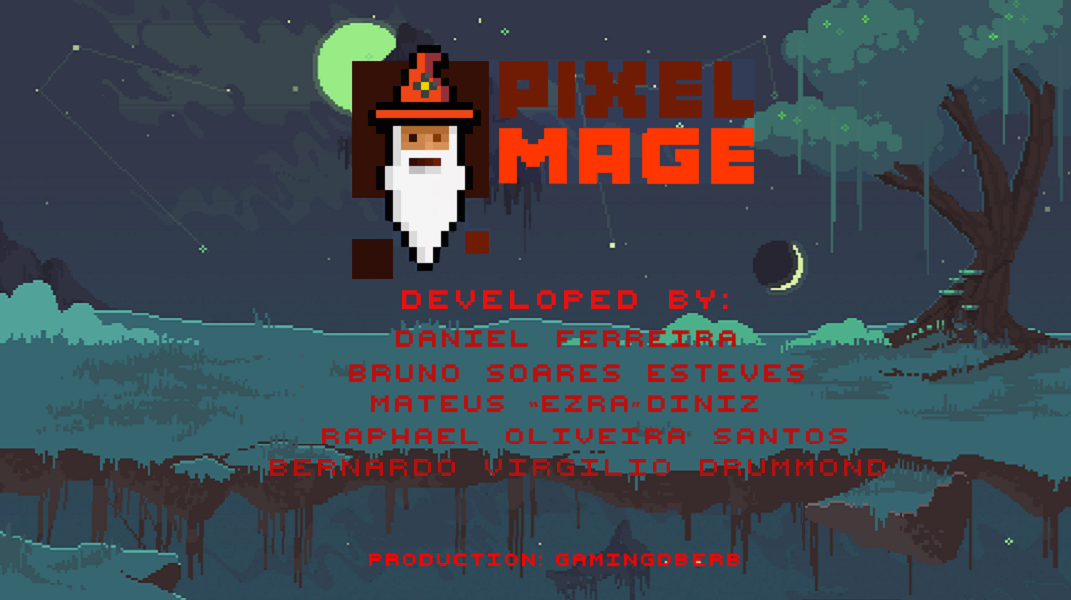 PIXEL
MAGE
DEVELOPED BY:
DANIEL FERREIRA
BRUNO SOARES ESTEVES
MATEUS "EZRA"DINIZ
RAPHAEL OLIVEIRA SANTOS
BERNARDO VIRGILIO DRUMMOND
PRODUCTION: GAMINGDBERB